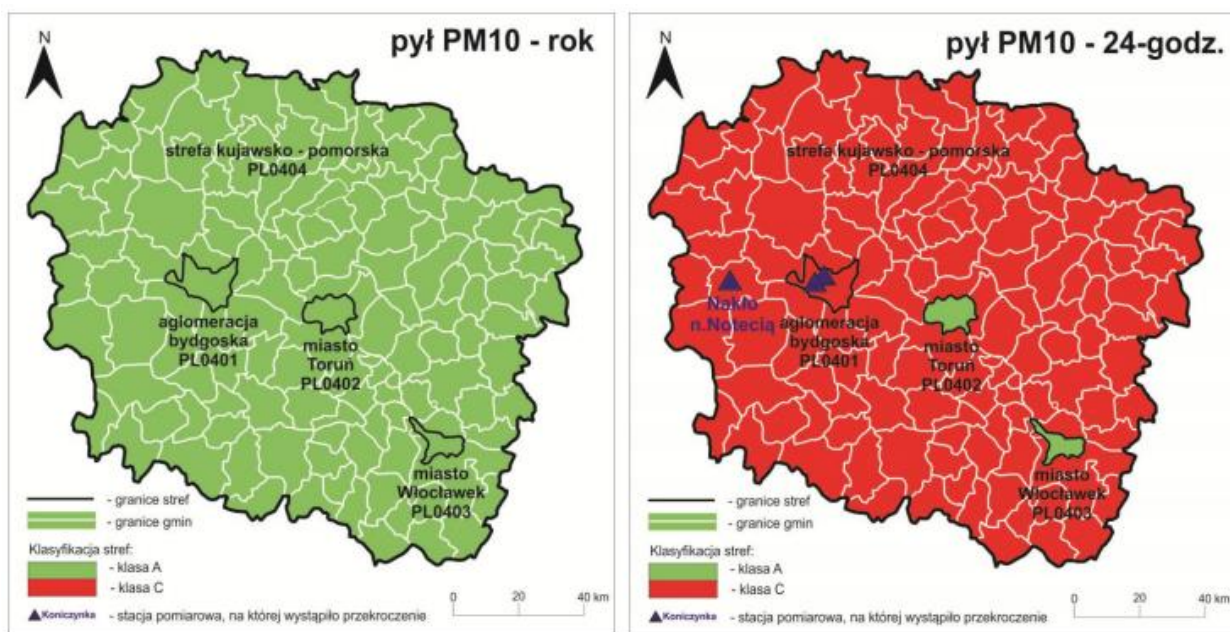 pył PM10 - rok
N
strefa kujawsko - pomorska
PL0404
aglomeracja
bydgoska
PL0401
miasto
Toruń
PL0402
miasto
Włocławek
PL0403
- granice stref
- granice gmin
Klasyfikacja stref:
- klasa A
- klasa C
Koniczynka - stacja pomiarowa, na której wystąpiło przekroczenie
0 20 40 km
pył PM10 - 24-godz.
N
strefa kujawsko - pomorska
PL0404
Nakło
n.Notecią
aglomeracja
bydgoska
PL0401
miasto
Toruń
PL0402
miasto
Włocławek
PL0403
- granice stref
- granice gmin
Klasyfikacja stref:
- klasa A
- klasa C
Koniczynka - stacja pomiarowa, na której wystąpiło przekroczenie
0 20 40 km